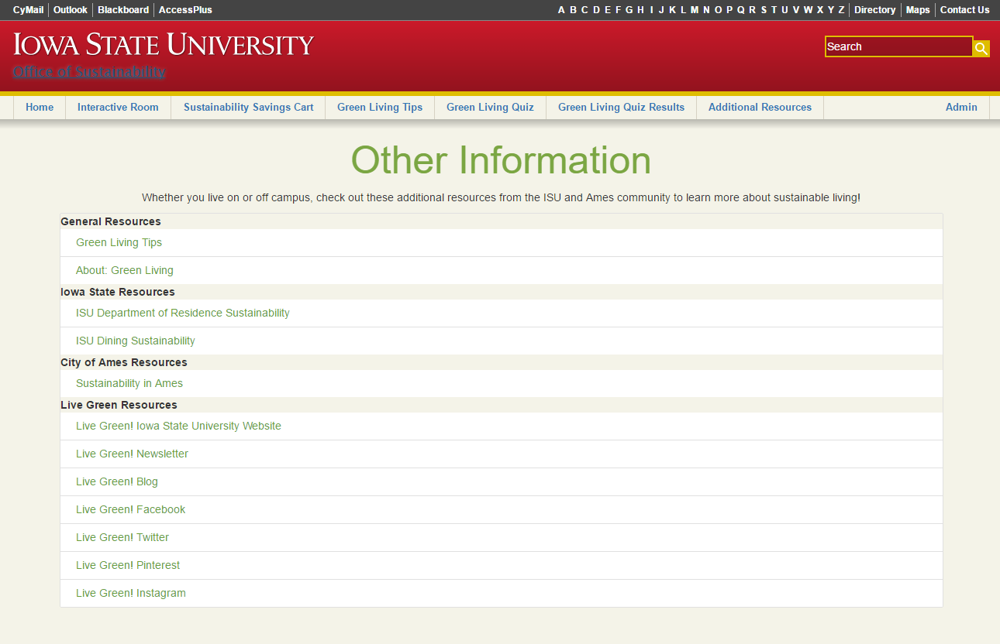 CyMail Outlook Blackboard AccessPlus A B C D E F G H I J K L M N O P Q R S T U V W X Y Z Directory Maps Contact Us
IOWA STATE UNIVERSITY
Search
Office of Sustainability
Home Interactive Room Sustainability Savings Cart Green Living Tips Green Living Quiz Green Living Quiz Results Additional Resources Admin
Other Information
Whether you live on or off campus, check out these additional resources from the ISU and Ames community to learn more about sustainable living!
General Resources
Green Living Tips
About: Green Living
Iowa State Resources
ISU Department of Residence Sustainability
ISU Dining Sustainability
City of Ames Resources
Sustainability in Ames
Live Green Resources
Live Green! Iowa State University Website
Live Green! Newsletter
Live Green! Blog
Live Green! Facebook
Live Green! Twitter
Live Green! Pinterest
Live Green! Instagram